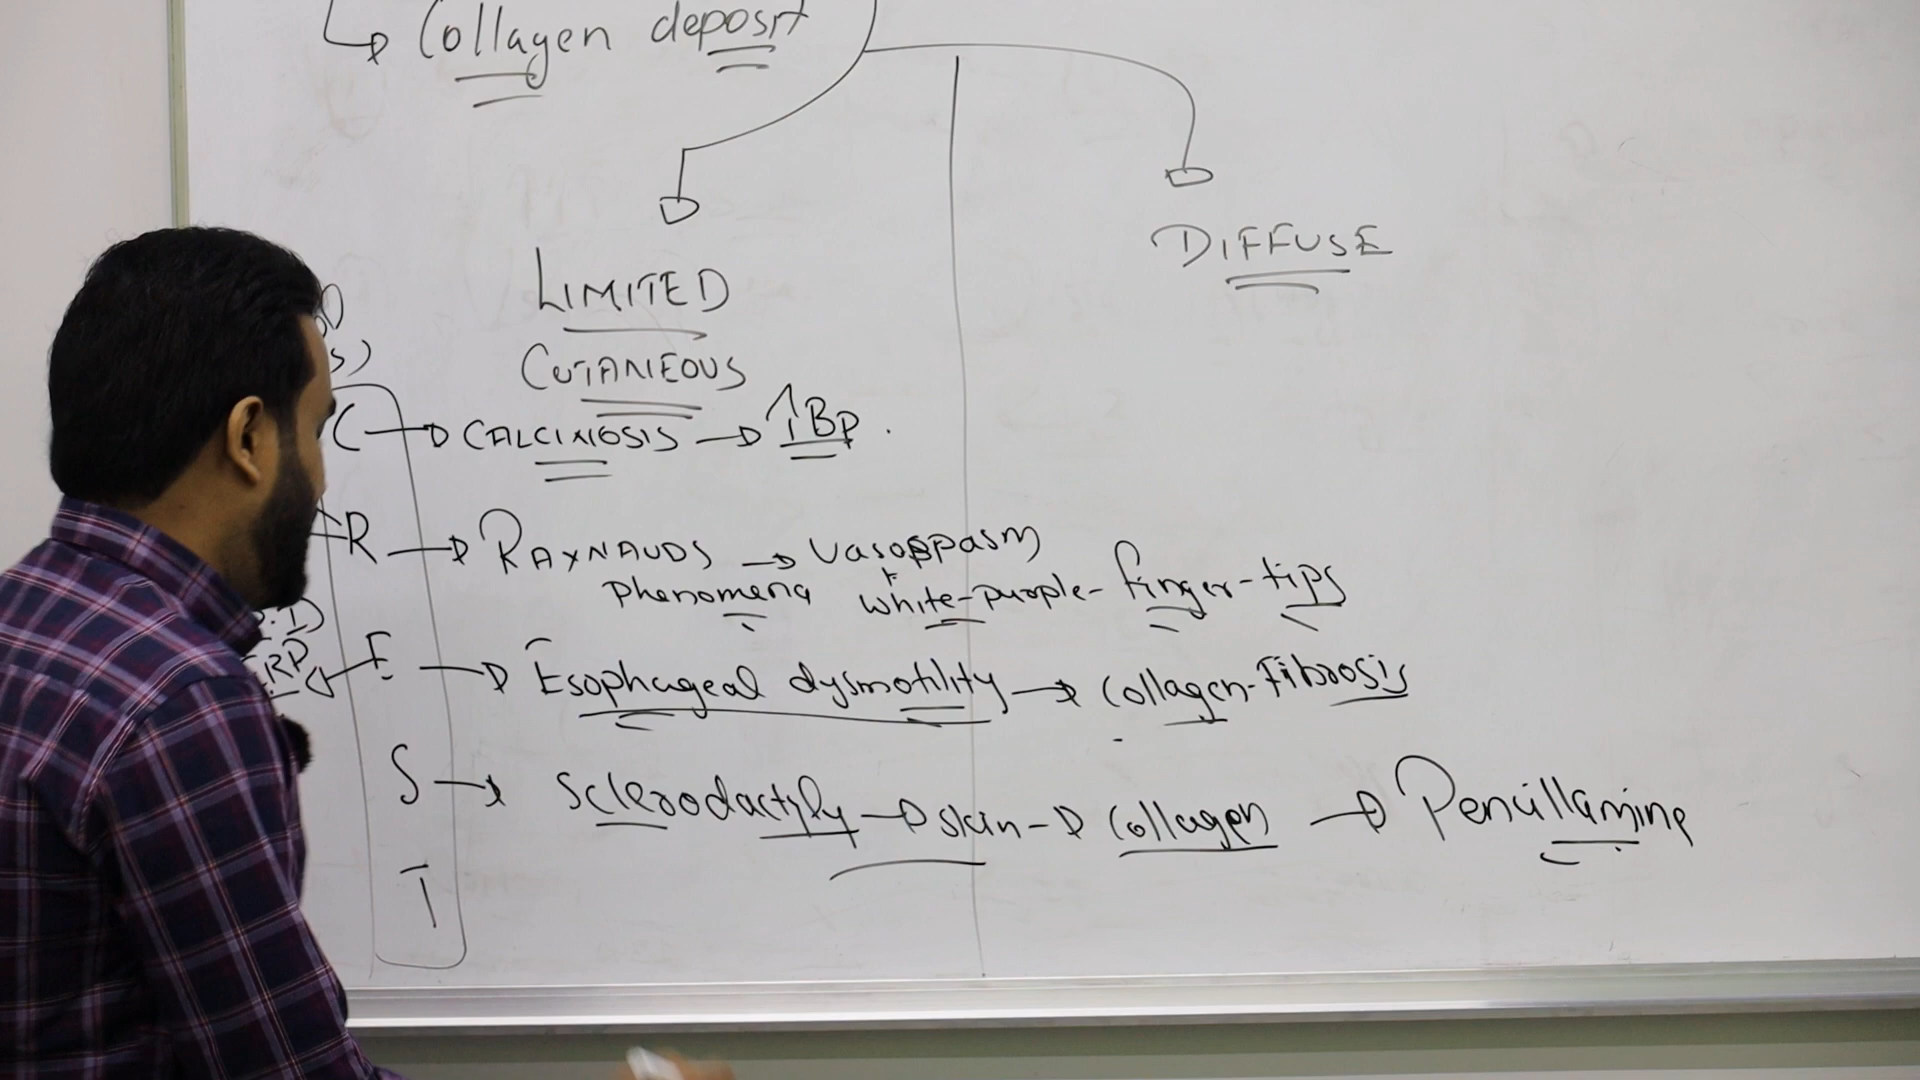 Collagen deposit
LIMITED
CUTANEOUS
DIFFUSE
C → CALCINOSIS → ↑BP.
R → RAYNAUDS → Vasospasm
phenomena white-purple-finger-tips
E → Esophageal dysmotility → Collagen-Fibrosis
S → Sclerodactyly → skin → Collagen → Pencillamine
T